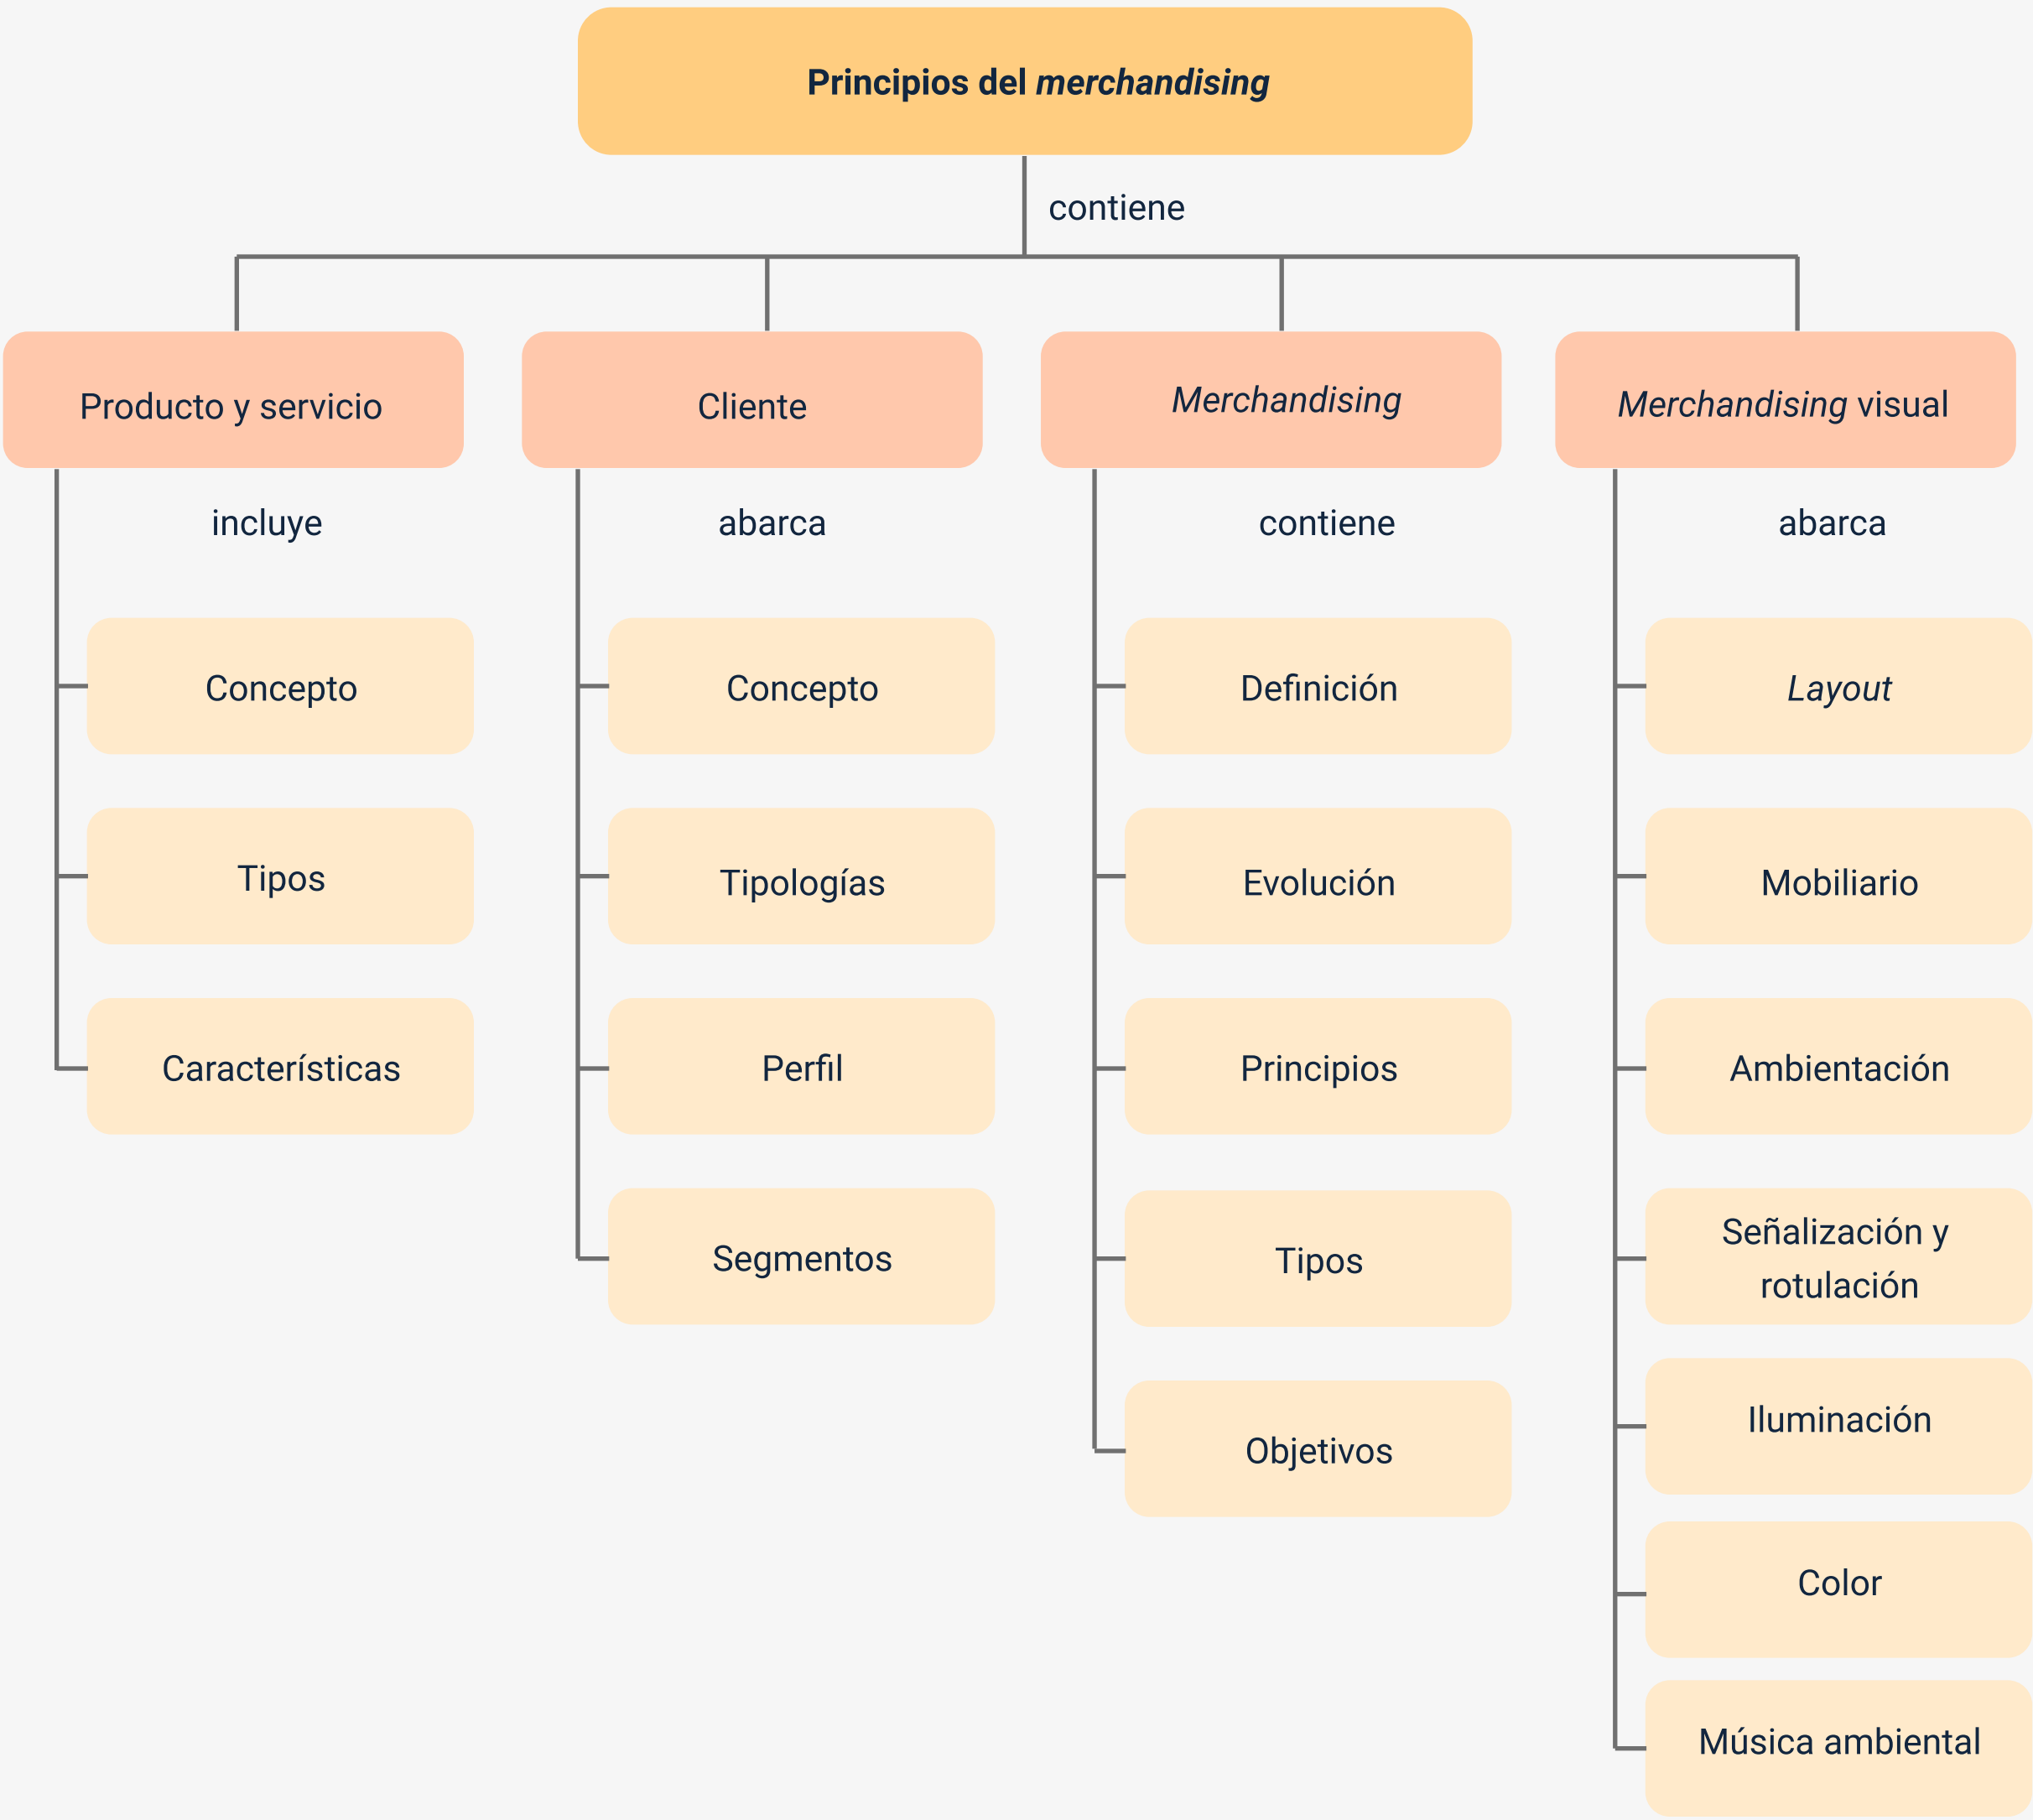 Principios del merchandising
contiene
Producto y servicio
incluye
Concepto
Tipos
Características
Cliente
abarca
Concepto
Tipologías
Perfil
Segmentos
Merchandising
contiene
Definición
Evolución
Principios
Tipos
Objetivos
Merchandising visual
abarca
Layout
Mobiliario
Ambientación
Señalización y
rotulación
Iluminación
Color
Música ambiental